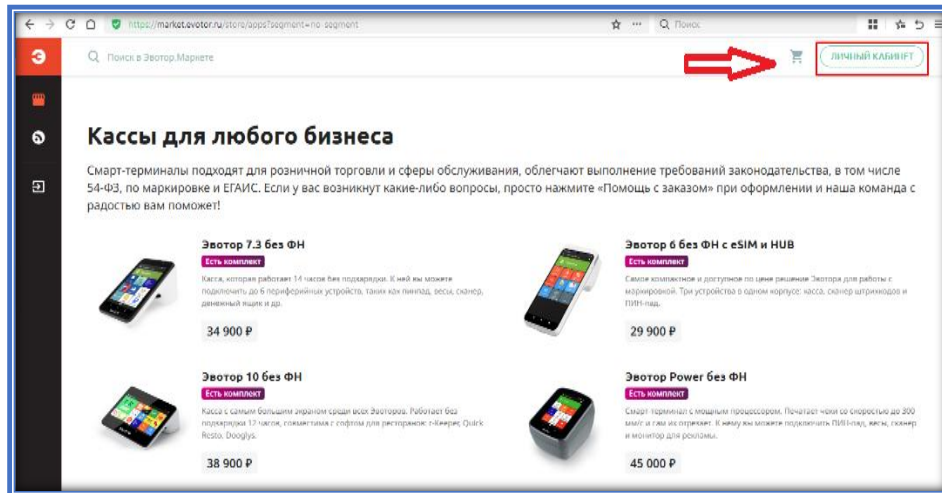 https://market.evotor.ru/store/apps?segment=no-segment
Поиск
Поиск в Эвотор.Маркете
ЛИЧНЫЙ КАБИНЕТ
Кассы для любого бизнеса
Смарт-терминалы подходят для розничной торговли и сферы обслуживания, облегчают выполнение требований законодательства, в том числе
54-ФЗ, по маркировке и ЕГАИС. Если у вас возникнут какие-либо вопросы, просто нажмите «Помощь с заказом» при оформлении и наша команда с
радостью вам поможет!
Эвотор 7.3 без ФН
Есть комплект
Касса, которая работает 14 часов без подзарядки. К ней вы можете
подключить до 6 периферийных устройств, таких как пинпад, весы, сканер,
денежный ящик и др.
34 900 ₽
Эвотор 6 без ФН с eSIM и HUB
Есть комплект
Самое компактное и доступное по цене решение Эвотора для работы с
маркировкой. Три устройства в одном корпусе: касса, сканер штрихкодов и
ПИН-пад.
29 900 ₽
Эвотор 10 без ФН
Есть комплект
Касса с самым большим экраном среди всех Эвоторов. Работает без
подзарядки 12 часов, совместима с софтом для ресторанов: r-Keeper, Quick
Resto, Dooglys.
38 900 ₽
Эвотор Power без ФН
Есть комплект
Смарт-терминал с мощным процессором. Печатает чеки со скоростью до 300
мм/с и сам их отрезает. К нему вы можете подключить ПИН-пад, весы, сканер
и монитор для рекламы.
45 000 ₽